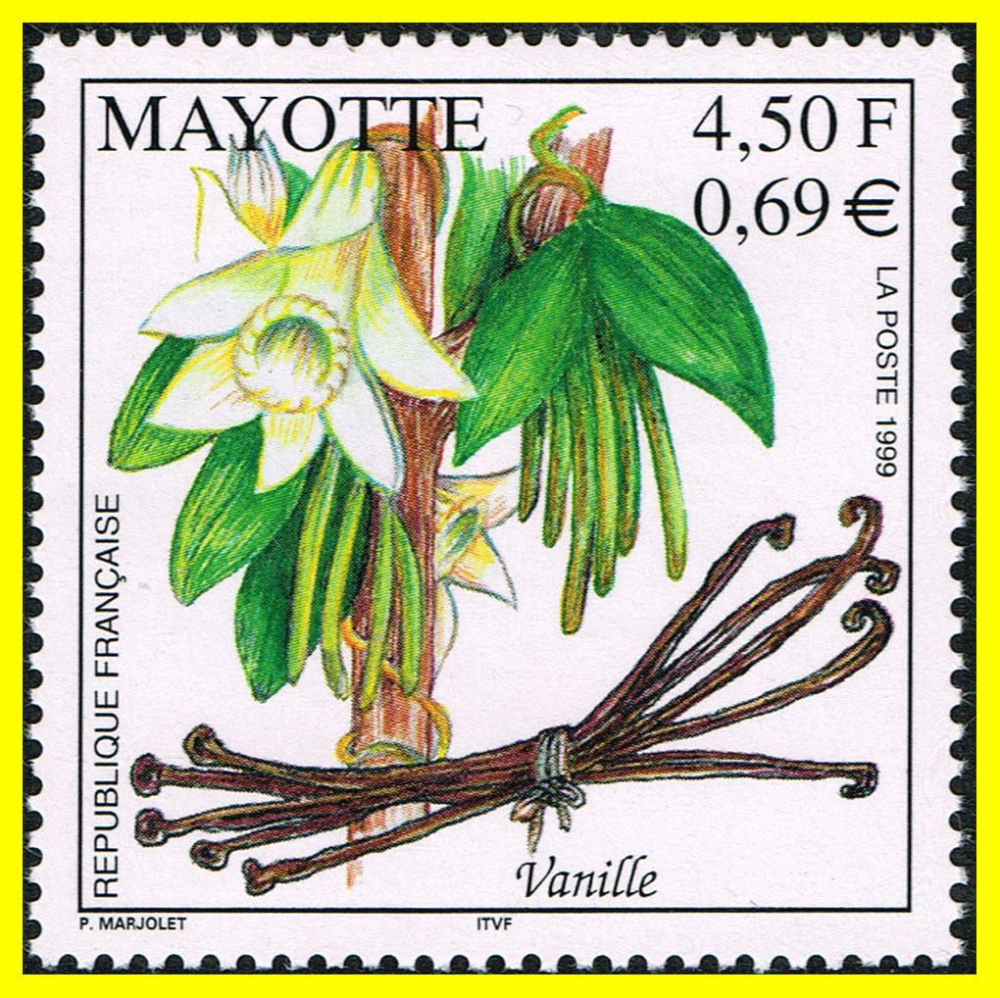 MAYOTTE
4,50 F
0,69 €
LA POSTE 1999
REPUBLIQUE FRANÇAISE
Vanille
P. MARJOLET
ITVF